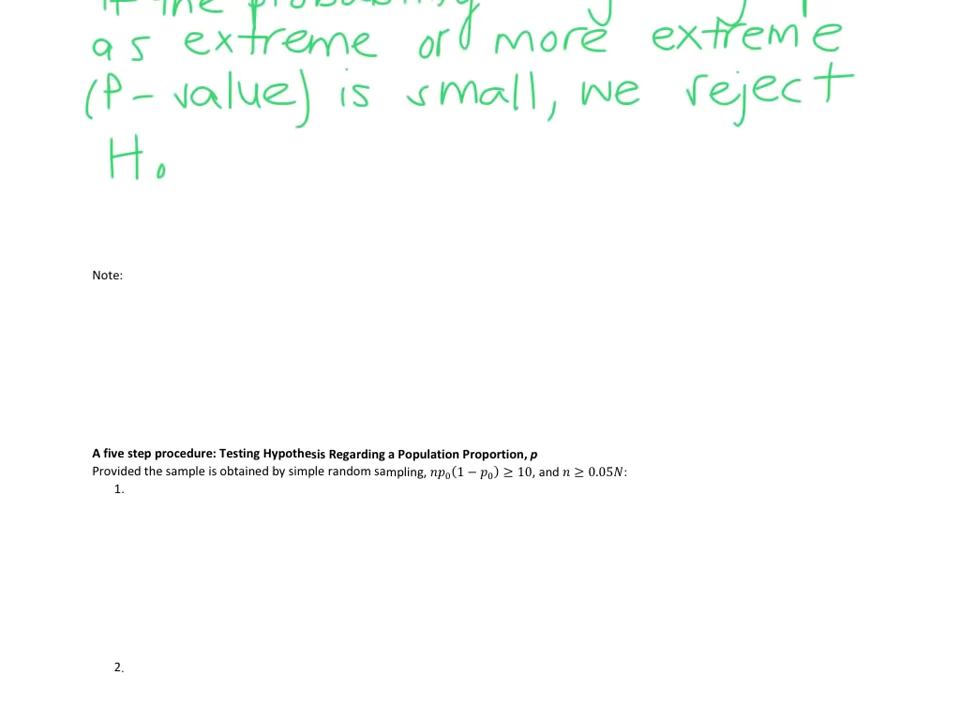 as extreme or more extreme
(P-value) is small, we reject
H₀
Note:
A five step procedure: Testing Hypothesis Regarding a Population Proportion, p
Provided the sample is obtained by simple random sampling, np₀(1 − p₀) ≥ 10, and n ≥ 0.05N:
1.
2.